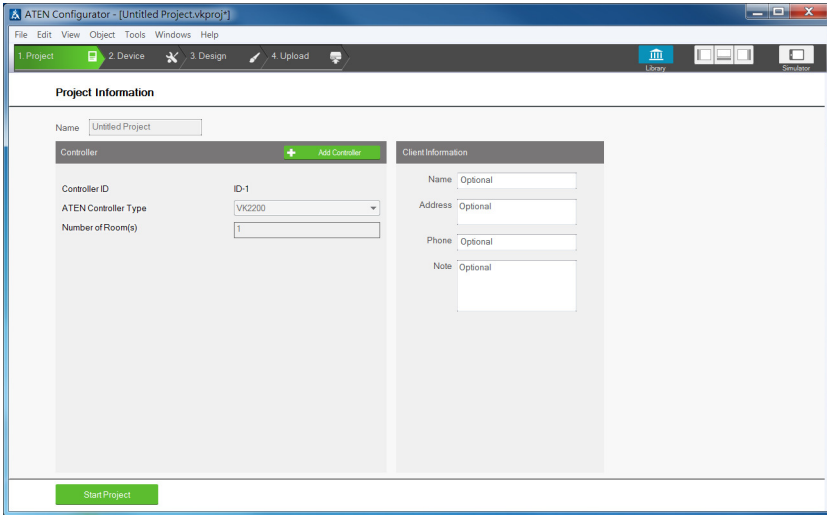 ATEN Configurator - [Untitled Project.vkproj*]
File Edit View Object Tools Windows Help
1. Project 2. Device 3. Design 4. Upload Library Simulator
Project Information
Name Untitled Project
Controller Add Controller
Controller ID ID-1
ATEN Controller Type VK2200
Number of Room(s) 1
Client Information
Name Optional
Address Optional
Phone Optional
Note Optional
Start Project